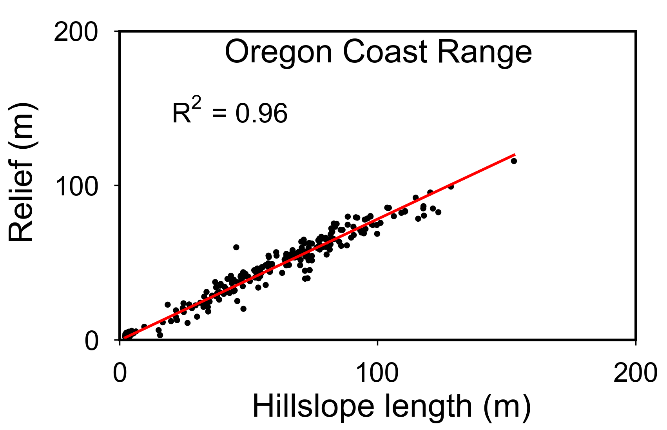 200
Oregon Coast Range
R² = 0.96
Relief (m)
100
0
0
100
200
Hillslope length (m)